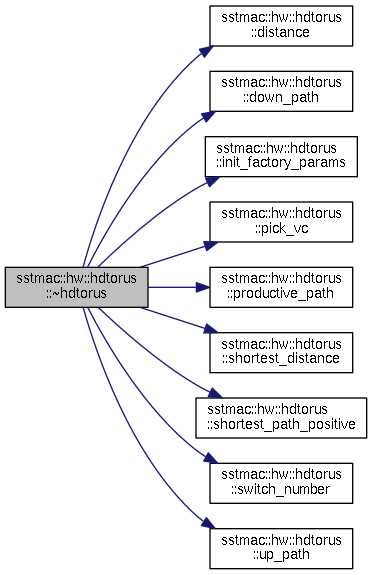 sstmac::hw::hdtorus
::~hdtorus
sstmac::hw::hdtorus
::distance
sstmac::hw::hdtorus
::down_path
sstmac::hw::hdtorus
::init_factory_params
sstmac::hw::hdtorus
::pick_vc
sstmac::hw::hdtorus
::productive_path
sstmac::hw::hdtorus
::shortest_distance
sstmac::hw::hdtorus
::shortest_path_positive
sstmac::hw::hdtorus
::switch_number
sstmac::hw::hdtorus
::up_path